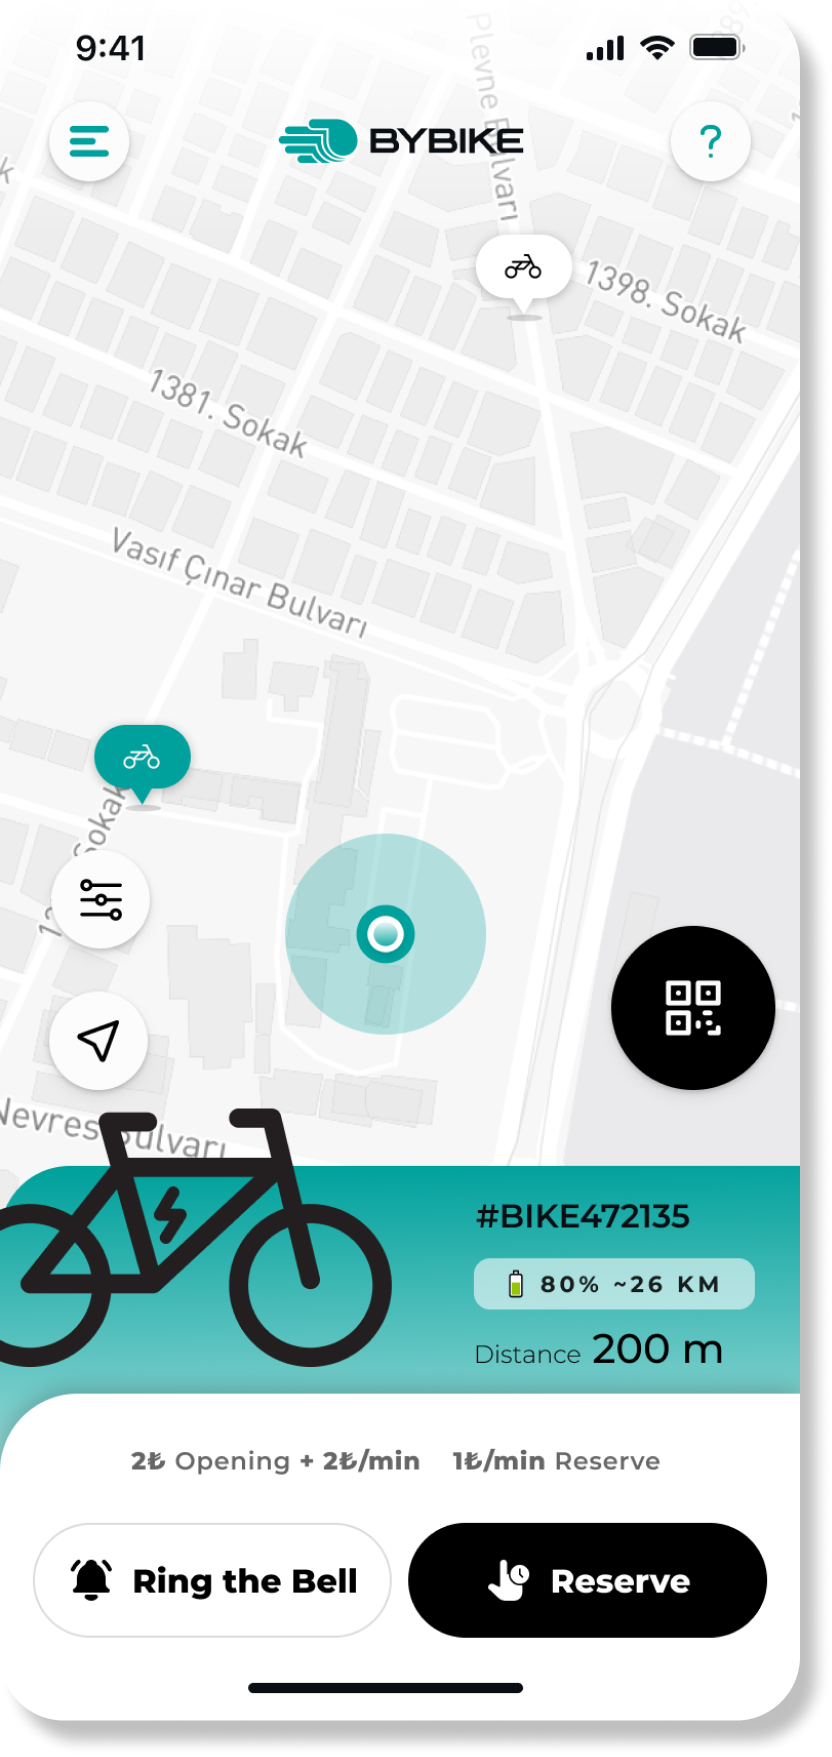 9:41
Plevne Bulvarı
BYBIKE
?
1398. Sokak
1381. Sokak
Vasıf Çınar Bulvarı
Sokak
Nevres Bulvarı
#BIKE472135
80% ~26 KM
Distance 200 m
2₺ Opening + 2₺/min 1₺/min Reserve
Ring the Bell
Reserve